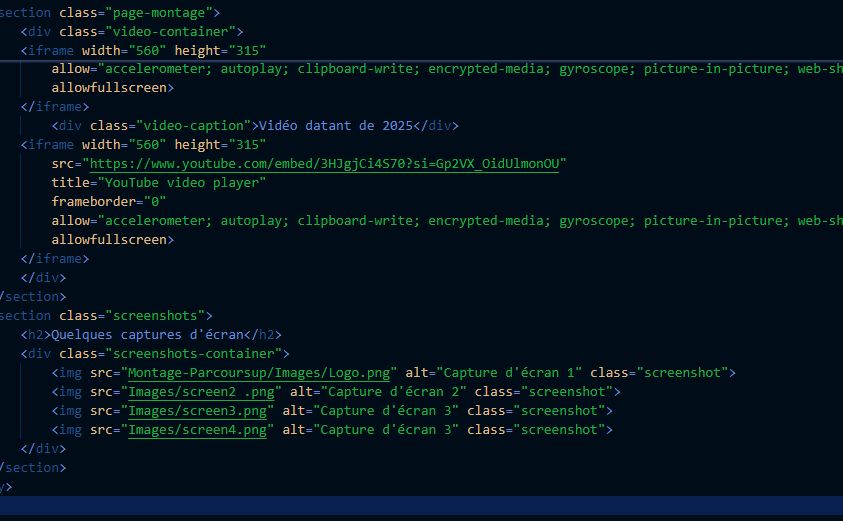 section class="page-montage">
<div class="video-container">
<iframe width="560" height="315"
allow="accelerometer; autoplay; clipboard-write; encrypted-media; gyroscope; picture-in-picture; web-sh
allowfullscreen>
</iframe>
<div class="video-caption">Vidéo datant de 2025</div>
<iframe width="560" height="315"
src="https://www.youtube.com/embed/3HJgjCi4S70?si=Gp2VX_OidUlmonOU"
title="YouTube video player"
frameborder="0"
allow="accelerometer; autoplay; clipboard-write; encrypted-media; gyroscope; picture-in-picture; web-sh
allowfullscreen>
</iframe>
</div>
/section>
section class="screenshots">
<h2>Quelques captures d'écran</h2>
<div class="screenshots-container">
<img src="Montage-Parcoursup/Images/Logo.png" alt="Capture d'écran 1" class="screenshot">
<img src="Images/screen2 .png" alt="Capture d'écran 2" class="screenshot">
<img src="Images/screen3.png" alt="Capture d'écran 3" class="screenshot">
<img src="Images/screen4.png" alt="Capture d'écran 3" class="screenshot">
</div>
/section>
y>